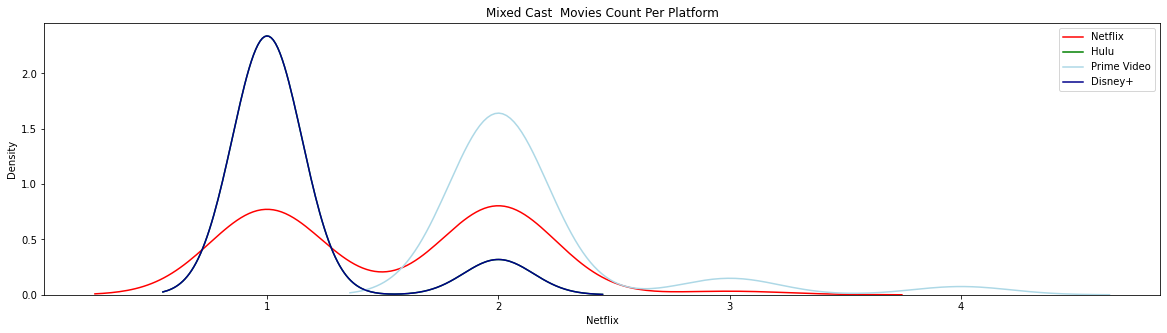 Mixed Cast  Movies Count Per Platform
Netflix
Hulu
Prime Video
Disney+
Density
2.0
1.5
1.0
0.5
0.0
1 2 3 4
Netflix